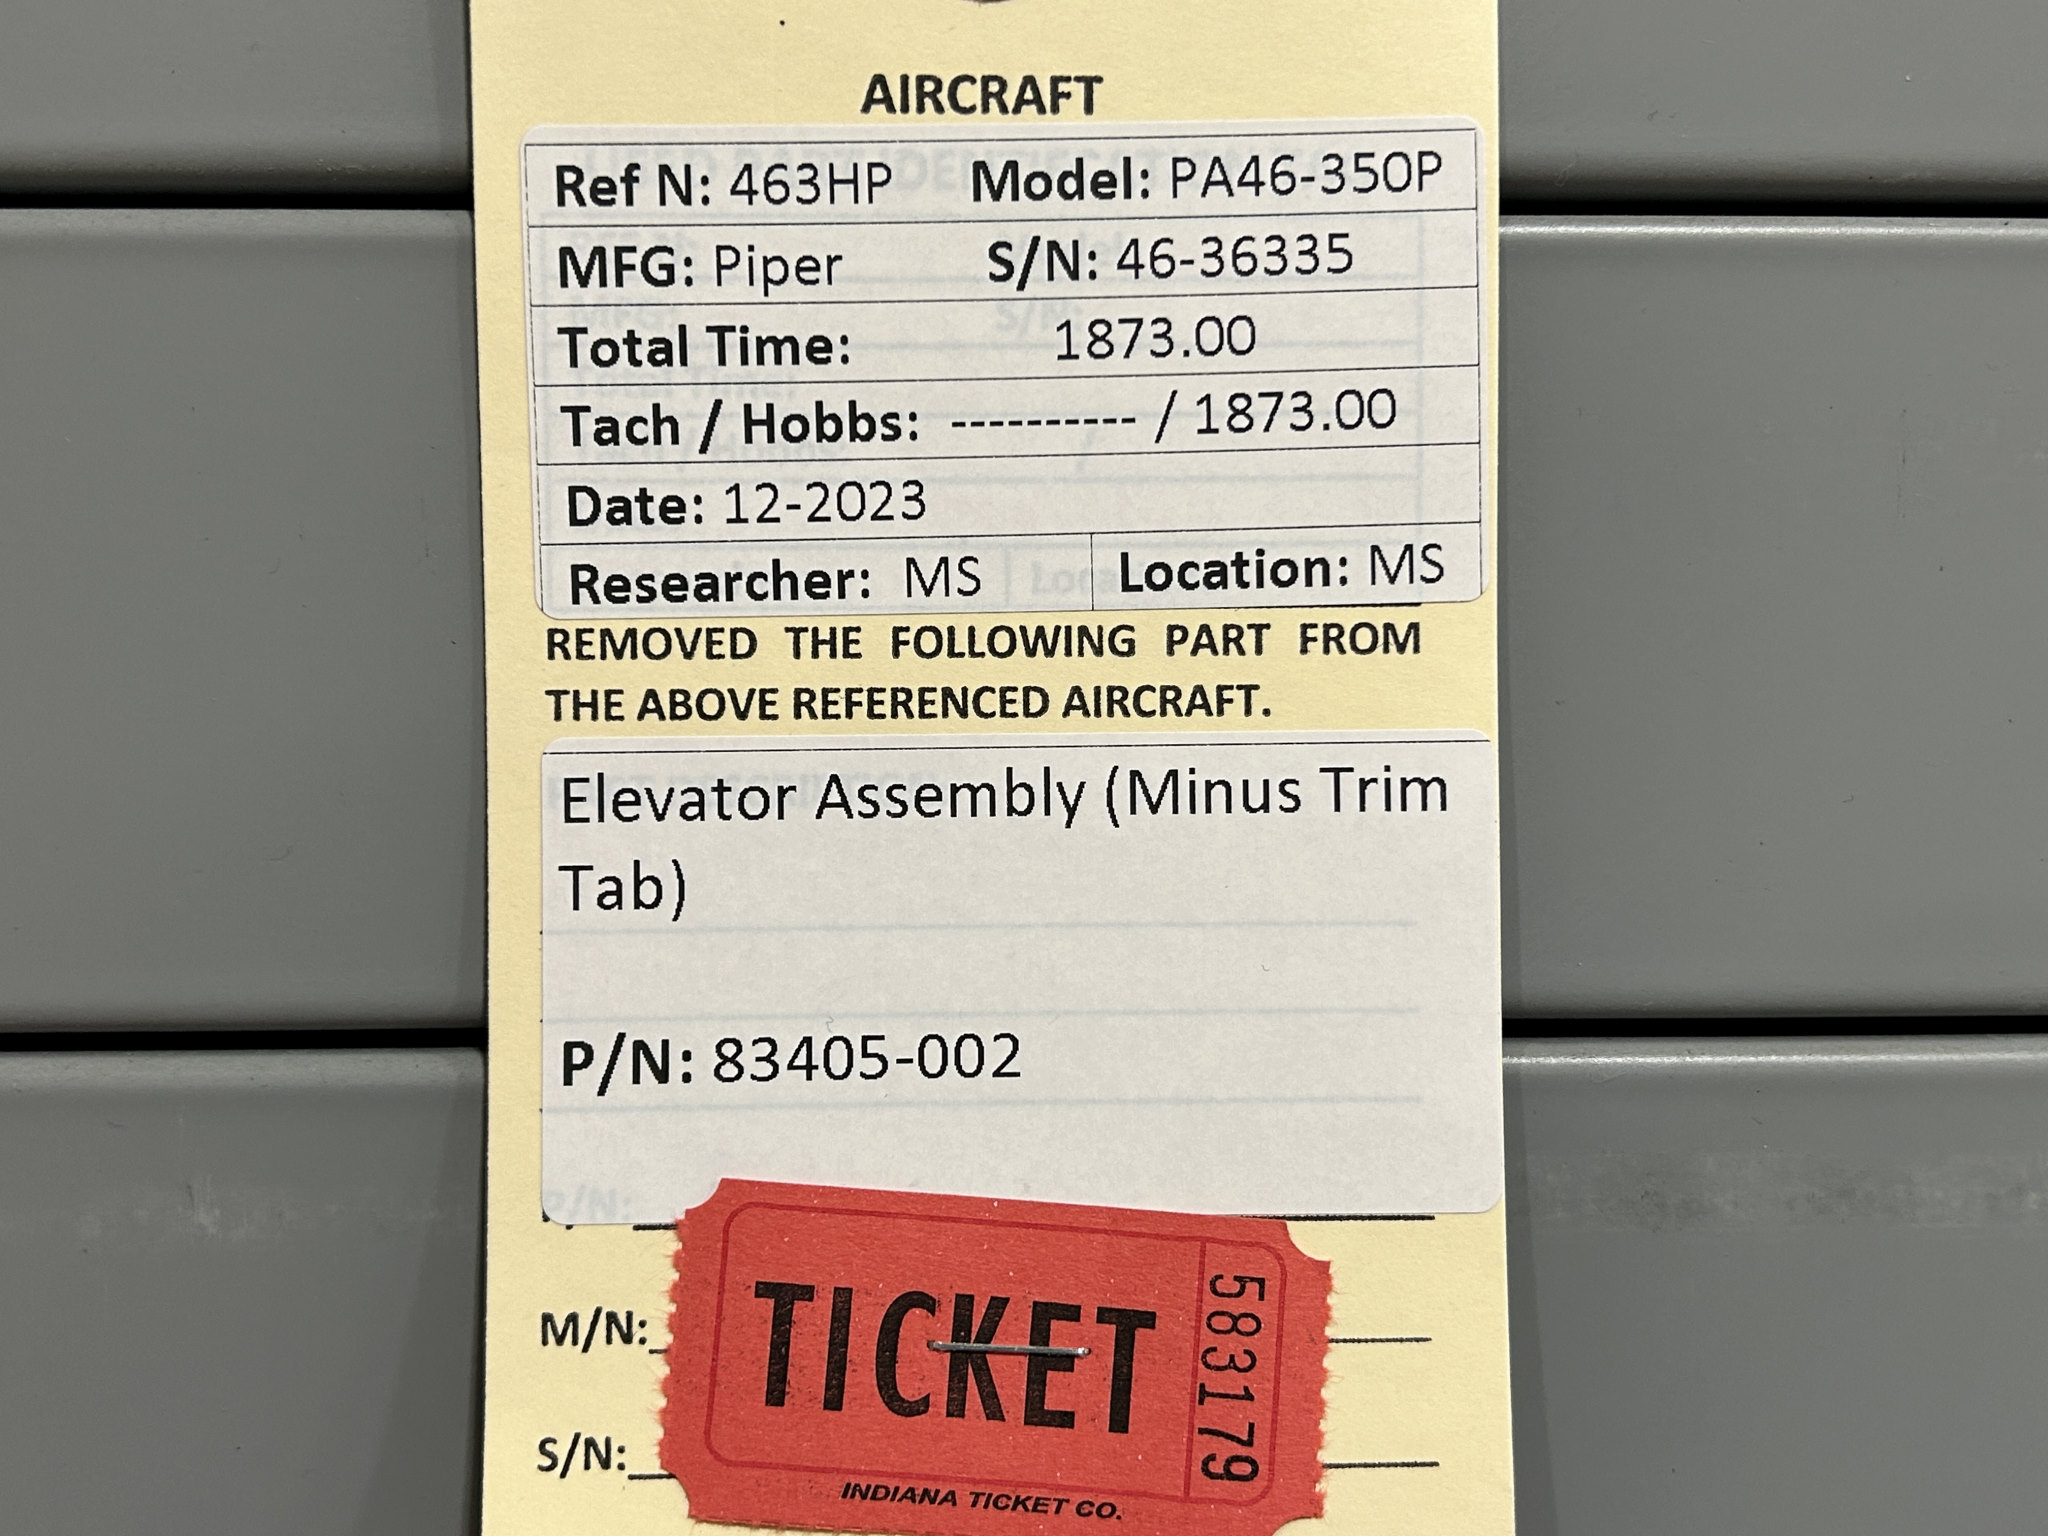 AIRCRAFT
Ref N: 463HP Model: PA46-350P
MFG: Piper S/N: 46-36335
Total Time: 1873.00
Tach / Hobbs: ---------- / 1873.00
Date: 12-2023
Researcher: MS Location: MS
REMOVED THE FOLLOWING PART FROM
THE ABOVE REFERENCED AIRCRAFT.
Elevator Assembly (Minus Trim
Tab)
P/N: 83405-002
P/N:
M/N:
S/N:
TICKET
583179
INDIANA TICKET CO.